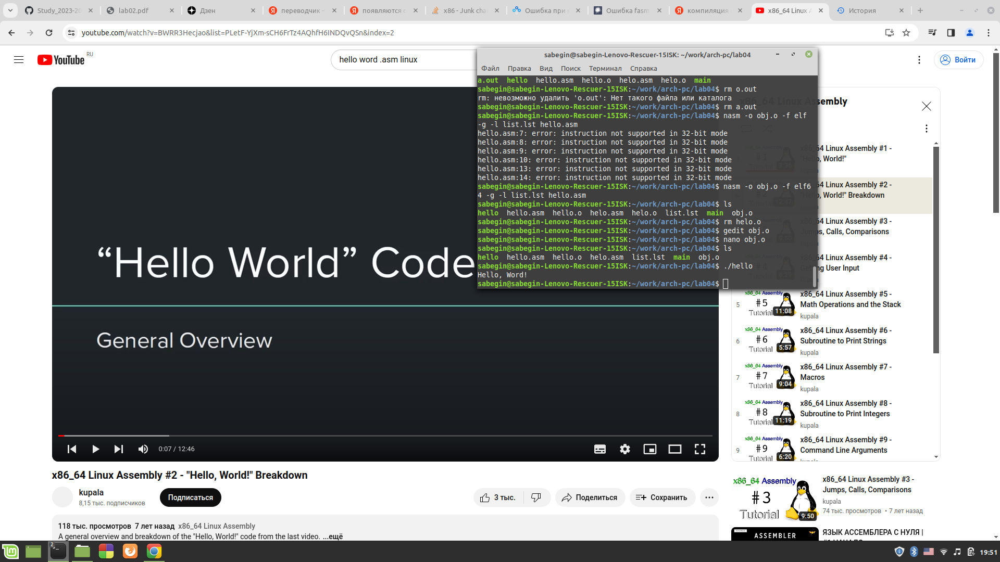 Study_2023-20
lab02.pdf
Дзен
переводчик –
появляются с
x86 - Junk cha
Ошибка при
Ошибка fasm
компиляция
x86_64 Linux A
История
youtube.com/watch?v=BWRR3Hecjao&list=PLetF-YjXm-sCH6FrTz4AQhfH6INDQvQSn&index=2
YouTube RU
hello word .asm linux
Войти
sabegin@sabegin-Lenovo-Rescuer-15ISK: ~/work/arch-pc/lab04
Файл Правка Вид Поиск Терминал Справка
a.out hello hello.asm hello.o helo.asm helo.o main
sabegin@sabegin-Lenovo-Rescuer-15ISK:~/work/arch-pc/lab04$ rm o.out
rm: невозможно удалить 'o.out': Нет такого файла или каталога
sabegin@sabegin-Lenovo-Rescuer-15ISK:~/work/arch-pc/lab04$ rm a.out
sabegin@sabegin-Lenovo-Rescuer-15ISK:~/work/arch-pc/lab04$ nasm -o obj.o -f elf
-g -l list.lst hello.asm
hello.asm:7: error: instruction not supported in 32-bit mode
hello.asm:8: error: instruction not supported in 32-bit mode
hello.asm:9: error: instruction not supported in 32-bit mode
hello.asm:10: error: instruction not supported in 32-bit mode
hello.asm:13: error: instruction not supported in 32-bit mode
hello.asm:14: error: instruction not supported in 32-bit mode
sabegin@sabegin-Lenovo-Rescuer-15ISK:~/work/arch-pc/lab04$ nasm -o obj.o -f elf6
4 -g -l list.lst hello.asm
sabegin@sabegin-Lenovo-Rescuer-15ISK:~/work/arch-pc/lab04$ ls
hello hello.asm hello.o helo.asm helo.o list.lst main obj.o
sabegin@sabegin-Lenovo-Rescuer-15ISK:~/work/arch-pc/lab04$ rm helo.o
sabegin@sabegin-Lenovo-Rescuer-15ISK:~/work/arch-pc/lab04$ gedit obj.o
sabegin@sabegin-Lenovo-Rescuer-15ISK:~/work/arch-pc/lab04$ nano obj.o
sabegin@sabegin-Lenovo-Rescuer-15ISK:~/work/arch-pc/lab04$ ls
hello hello.asm hello.o helo.asm list.lst main obj.o
sabegin@sabegin-Lenovo-Rescuer-15ISK:~/work/arch-pc/lab04$ ./hello
Hello, Word!
sabegin@sabegin-Lenovo-Rescuer-15ISK:~/work/arch-pc/lab04$
“Hello World” Code
General Overview
0:07 / 12:46
x86_64 Linux Assembly #2 - "Hello, World!" Breakdown
kupala
8,15 тыс. подписчиков
Подписаться
3 тыс.
Поделиться
Сохранить
118 тыс. просмотров 7 лет назад x86_64 Linux Assembly
A general overview and breakdown of the "Hello, World!" code from the last video. ...ещё
_64 Linux Assembly
64 Linux Assembly #1 -
"Hello, World!"
64 Linux Assembly #2 -
"Hello, World!" Breakdown
64 Linux Assembly #3 -
Jumps, Calls, Comparisons
64 Linux Assembly #4 -
Getting User Input
5
x86_64 Assembly
#5
Tutorial
11:08
x86_64 Linux Assembly #5 -
Math Operations and the Stack
kupala
6
x86_64 Assembly
#6
Tutorial
5:57
x86_64 Linux Assembly #6 -
Subroutine to Print Strings
kupala
7
x86_64 Assembly
#7
Tutorial
9:04
x86_64 Linux Assembly #7 -
Macros
kupala
8
x86_64 Assembly
#8
Tutorial
11:19
x86_64 Linux Assembly #8 -
Subroutine to Print Integers
kupala
9
x86_64 Assembly
#9
Tutorial
6:20
x86_64 Linux Assembly #9 -
Command Line Arguments
x86_64 Assembly
#3
Tutorial
9:50
x86_64 Linux Assembly #3 -
Jumps, Calls, Comparisons
kupala
74 тыс. просмотров • 7 лет назад
ASSEMBLER
ЯЗЫК АССЕМБЛЕРА С НУЛЯ |
2
19:51